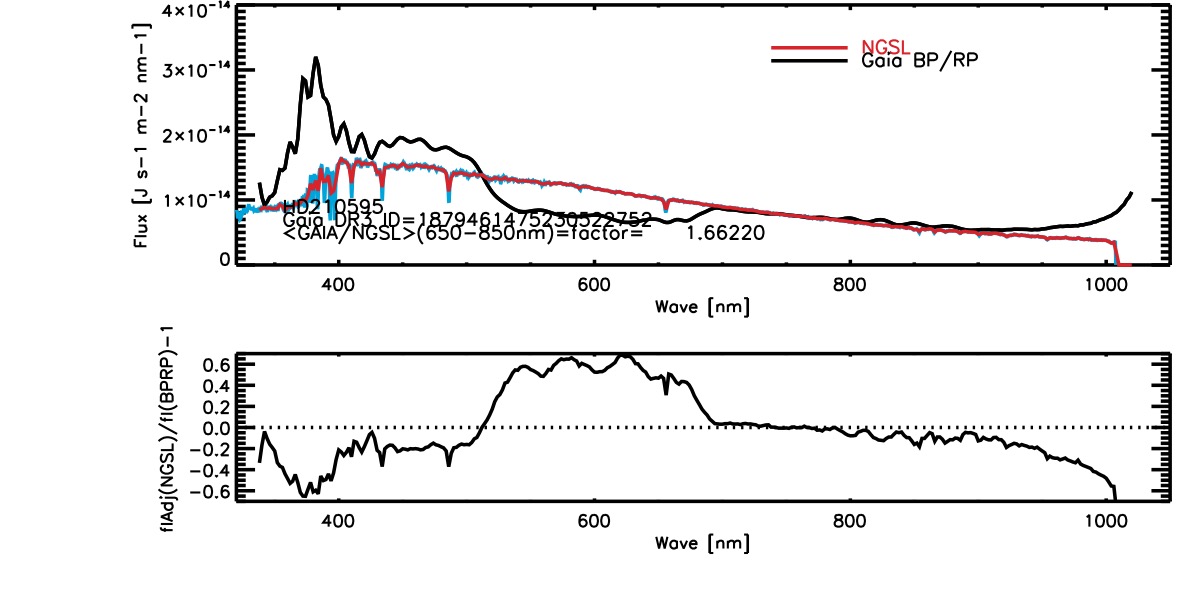 4×10−14
3×10−14
2×10−14
1×10−14
0
Flux [J s−1 m−2 nm−1]
NGSL
Gaia BP/RP
HD210595
Gaia DR3 ID=1879461475230522752
<GAIA/NGSL>(650−850nm)=factor= 1.66220
400 600 800 1000
Wave [nm]
flAdj(NGSL)/fl(BPRP)−1
0.6
0.4
0.2
0.0
−0.2
−0.4
−0.6
400 600 800 1000
Wave [nm]